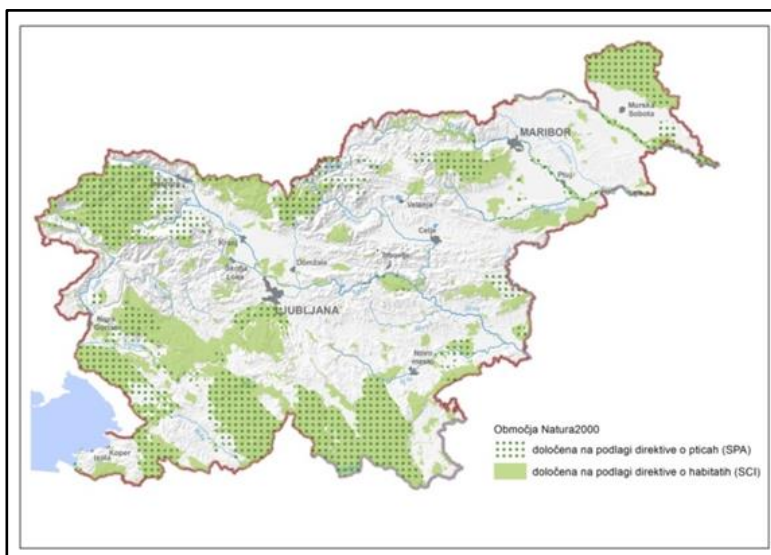 Murska
Sobota
MARIBOR
Ptuj
Velenje
Celje
Kranj
Škofja
Loka
Domžale
LJUBLJANA
Nova
Gorica
Novo
mesto
Koper
Izola
Območja Natura2000
določena na podlagi direktive o pticah (SPA)
določena na podlagi direktive o habitatih (SCI)